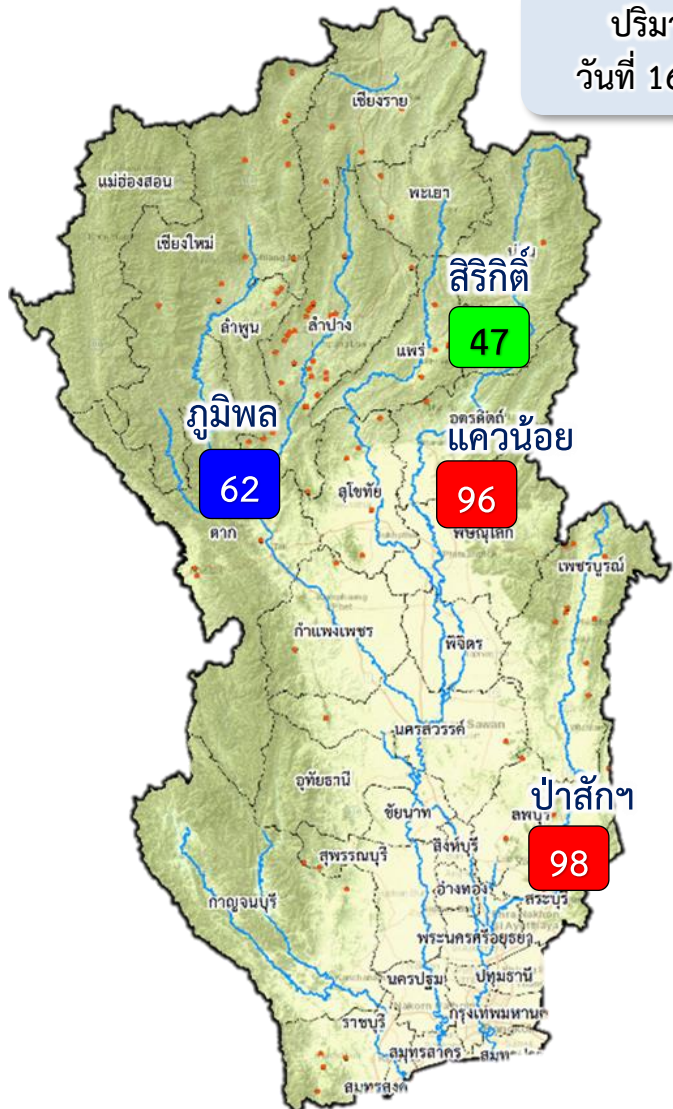 ปริมา
วันที่ 16
เชียงราย
แม่ฮ่องสอน
พะเยา
เชียงใหม่
น่าน
สิริกิติ์
47
ลำพูน
ลำปาง
แพร่
ภูมิพล
62
อุตรดิตถ์
แควน้อย
96
สุโขทัย
ตาก
พิษณุโลก
เพชรบูรณ์
กำแพงเพชร
พิจิตร
นครสวรรค์
อุทัยธานี
ป่าสักฯ
98
ชัยนาท
ลพบุรี
สิงห์บุรี
สุพรรณบุรี
อ่างทอง
สระบุรี
กาญจนบุรี
พระนครศรีอยุธยา
นครปฐม
ปทุมธานี
ราชบุรี
กรุงเทพมหานค
สมุทรสาคร
สมุทรปร
สมุทรสงค